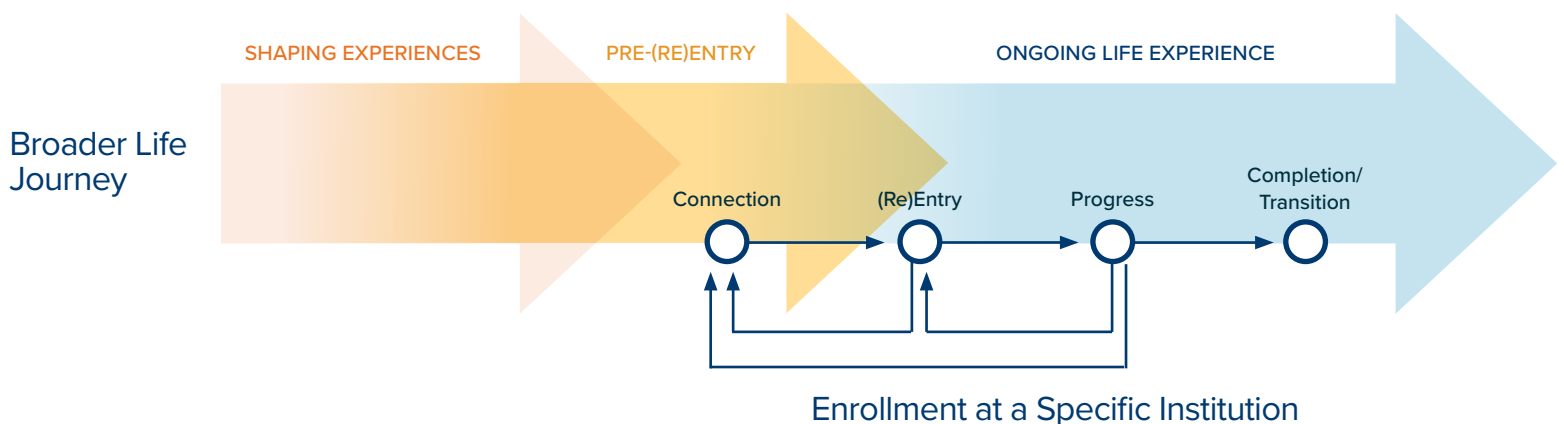 SHAPING EXPERIENCES
PRE-(RE)ENTRY
ONGOING LIFE EXPERIENCE
Broader Life
Journey
Connection
(Re)Entry
Progress
Completion/
Transition
Enrollment at a Specific Institution